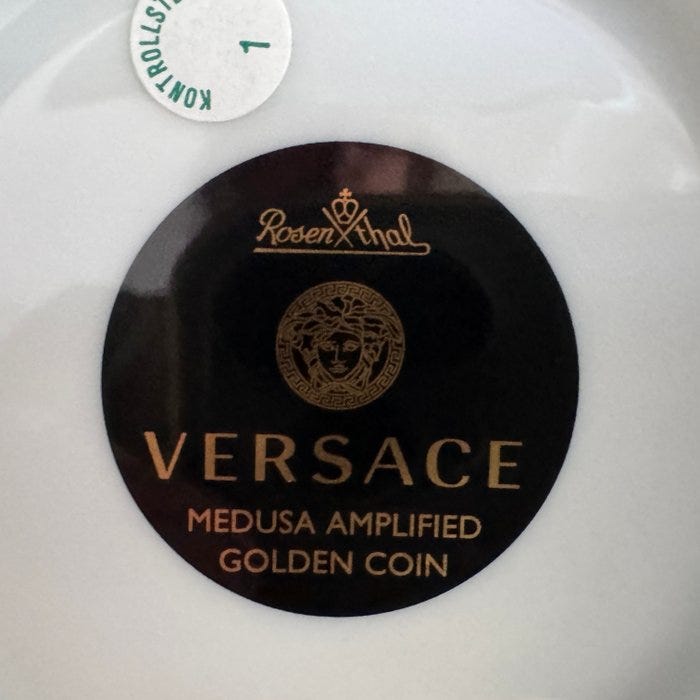 KONTROLLST
1
Rosenthal
VERSACE
MEDUSA AMPLIFIED
GOLDEN COIN